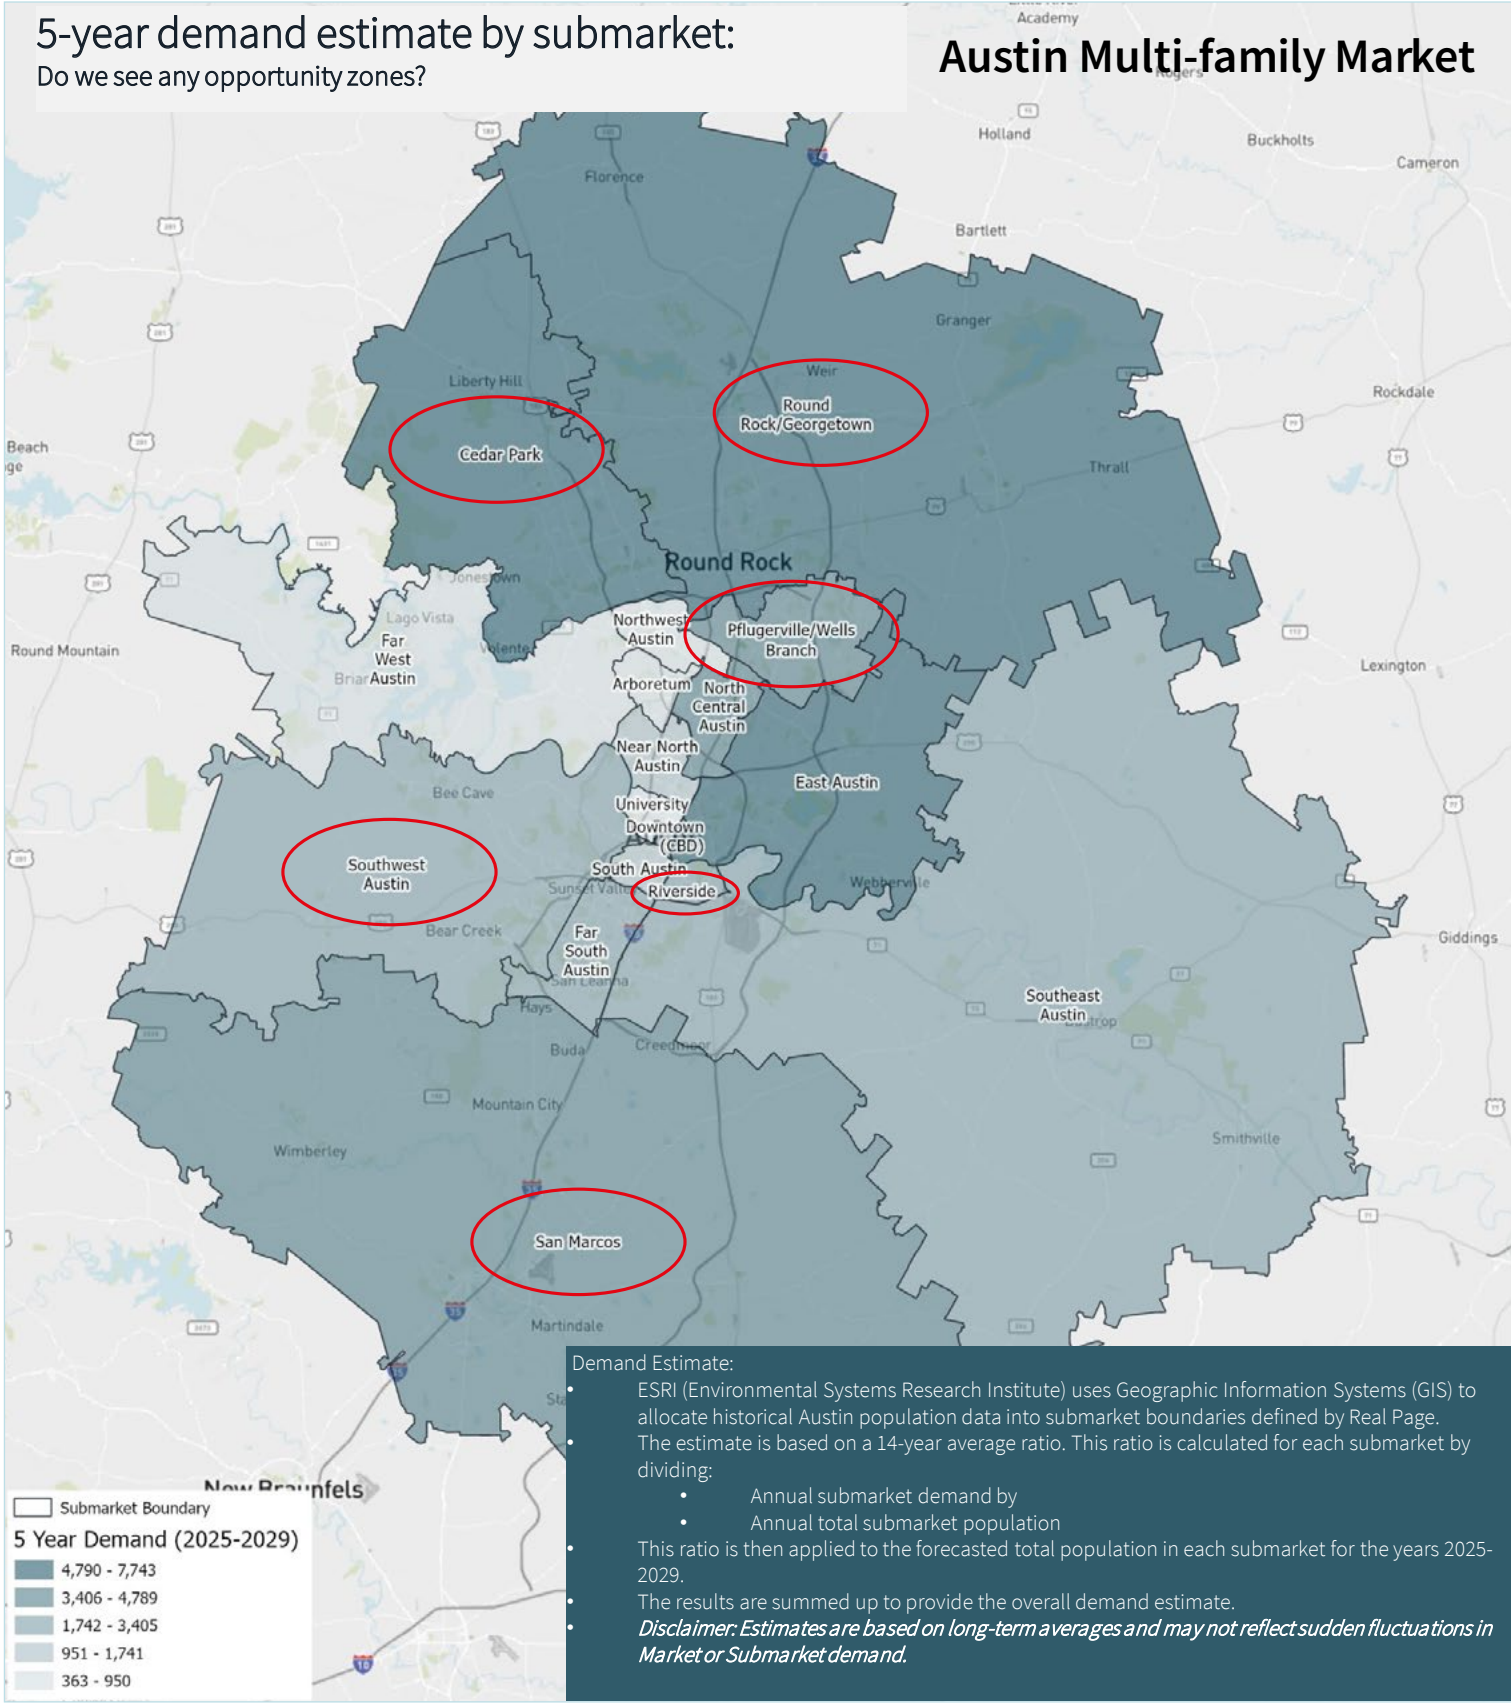 5-year demand estimate by submarket:
Do we see any opportunity zones?
Austin Multi-family Market
Academy
Rogers
Holland
Buckholts
Cameron
Florence
Bartlett
Granger
Weir
Liberty Hill
Round
Rock/Georgetown
Rockdale
Beach
ge
Cedar Park
Thrall
Round Rock
Jonestown
Lago Vista
Northwest
Austin
Pflugerville/Wells
Branch
Far
West
Austin
Volente
Round Mountain
Lexington
Briar
Arboretum
North
Central
Austin
Near North
Austin
East Austin
Bee Cave
University
Downtown
(CBD)
Southwest
Austin
South Austin
Sunset Valle
Riverside
Webberville
Bear Creek
Far
South
Austin
San Leanna
Giddings
Hays
Southeast
Austin
strop
Buda
Creedmoor
Mountain City
Wimberley
Smithville
San Marcos
Martindale
Sta
New Braunfels
Submarket Boundary
5 Year Demand (2025-2029)
4,790 - 7,743
3,406 - 4,789
1,742 - 3,405
951 - 1,741
363 - 950
Demand Estimate:
• ESRI (Environmental Systems Research Institute) uses Geographic Information Systems (GIS) to
allocate historical Austin population data into submarket boundaries defined by Real Page.
• The estimate is based on a 14-year average ratio. This ratio is calculated for each submarket by
dividing:
• Annual submarket demand by
• Annual total submarket population
• This ratio is then applied to the forecasted total population in each submarket for the years 2025-
2029.
• The results are summed up to provide the overall demand estimate.
• Disclaimer: Estimates are based on long-term averages and may not reflect sudden fluctuations in
Market or Submarket demand.